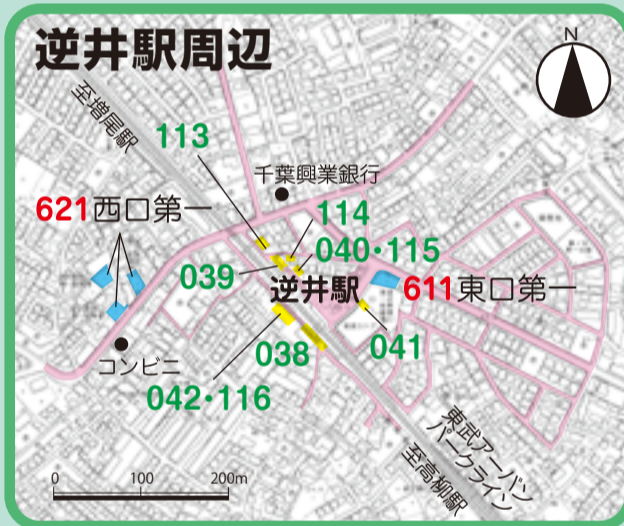 逆井駅周辺
N
至増尾駅
113
千葉興業銀行
621西口第一
114
040・115
039
逆井駅
611東口第一
038
041
コンビニ
042・116
東武アーバン
パークライン
至高柳駅
0 100 200m